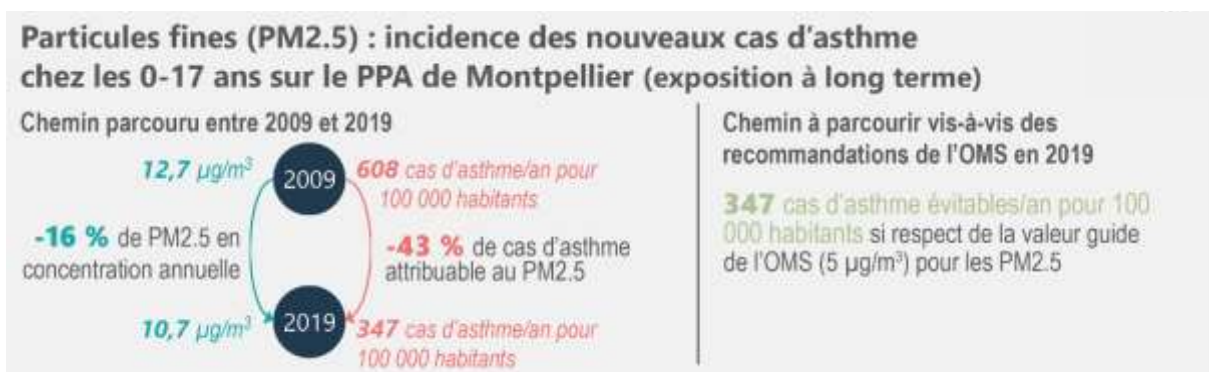 Particules fines (PM2.5) : incidence des nouveaux cas d'asthme
chez les 0-17 ans sur le PPA de Montpellier (exposition à long terme)
Chemin parcouru entre 2009 et 2019
12,7 µg/m³
2009
608 cas d'asthme/an pour
100 000 habitants
-16 % de PM2.5 en
concentration annuelle
-43 % de cas d'asthme
attribuable au PM2.5
10,7 µg/m³
2019
347 cas d'asthme/an pour
100 000 habitants
Chemin à parcourir vis-à-vis des
recommandations de l'OMS en 2019
347 cas d'asthme évitables/an pour 100
000 habitants si respect de la valeur guide
de l'OMS (5 µg/m³) pour les PM2.5